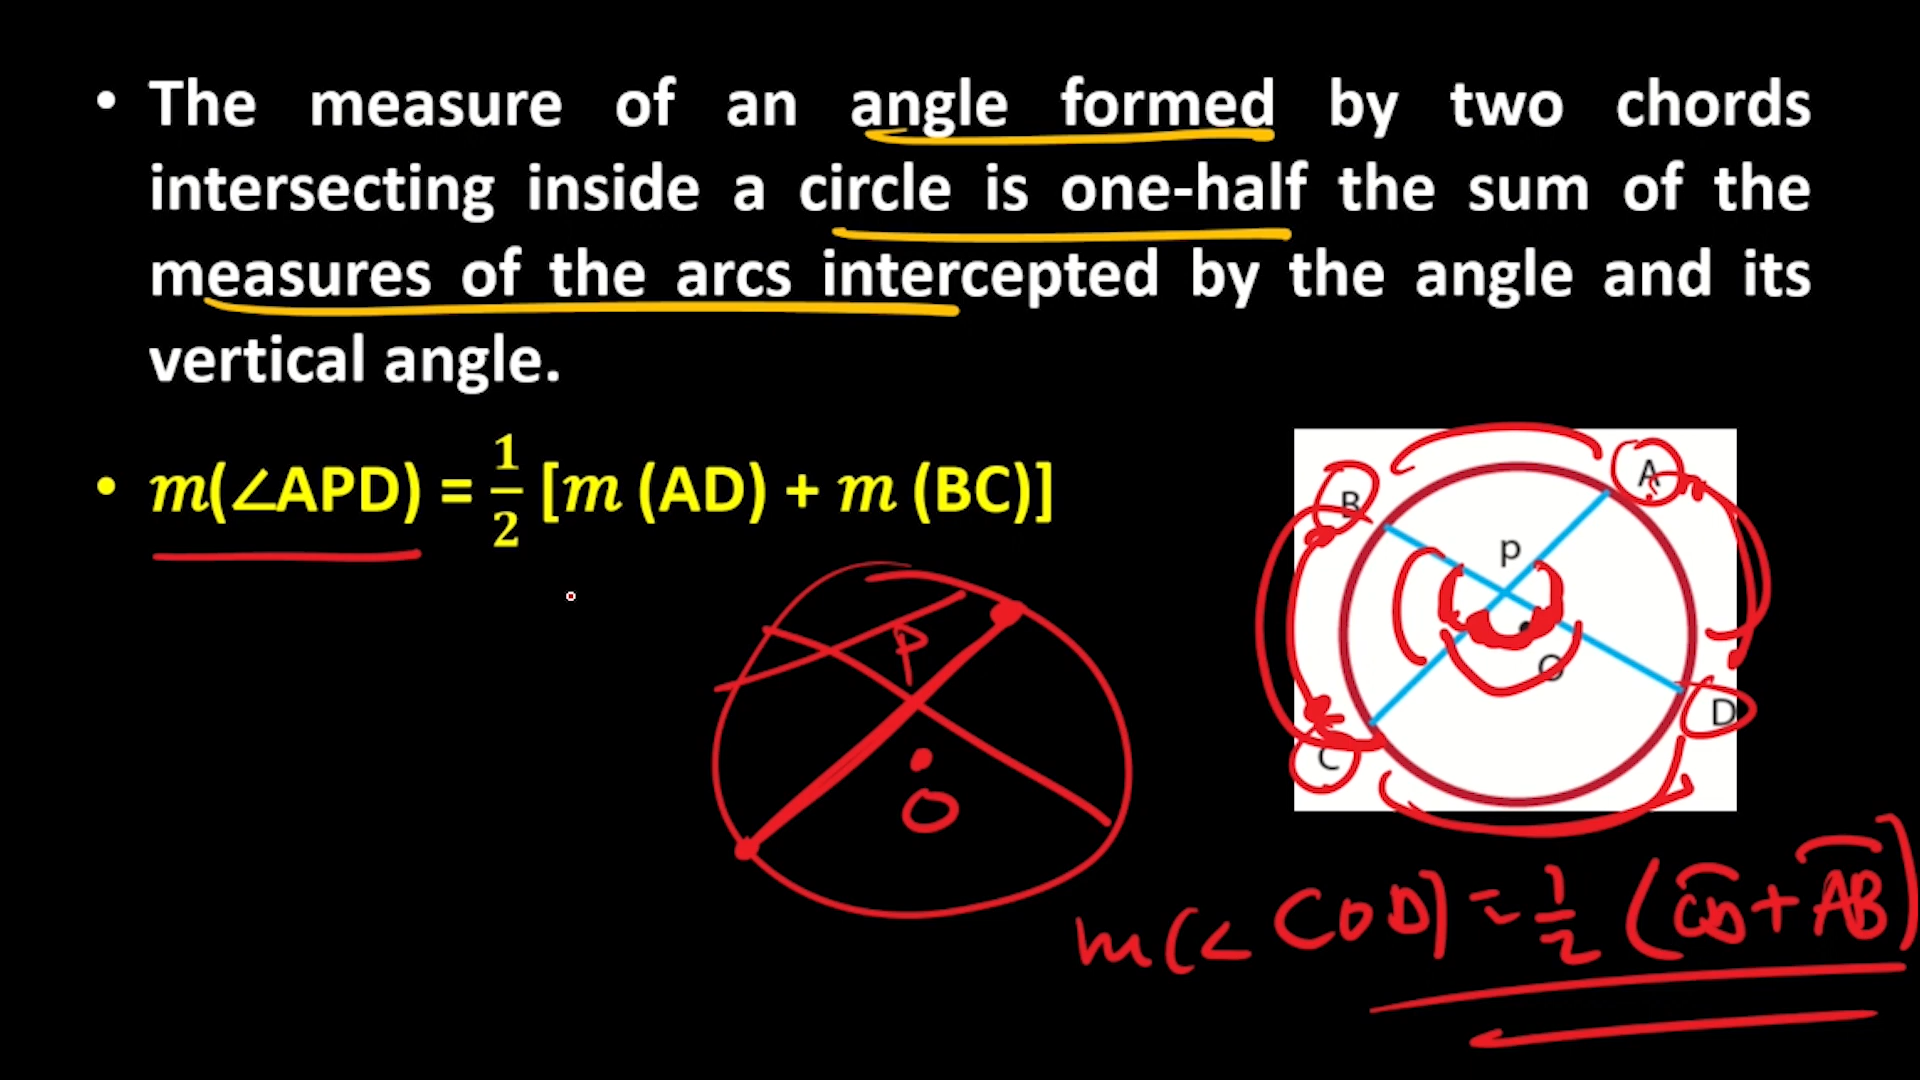 • The measure of an angle formed by two chords
intersecting inside a circle is one-half the sum of the
measures of the arcs intercepted by the angle and its
vertical angle.
• m(∠APD) = 1/2 [m (AD) + m (BC)]
A
B
P
O
D
C
P
O
m(∠COD) = 1/2 (CD + AB)